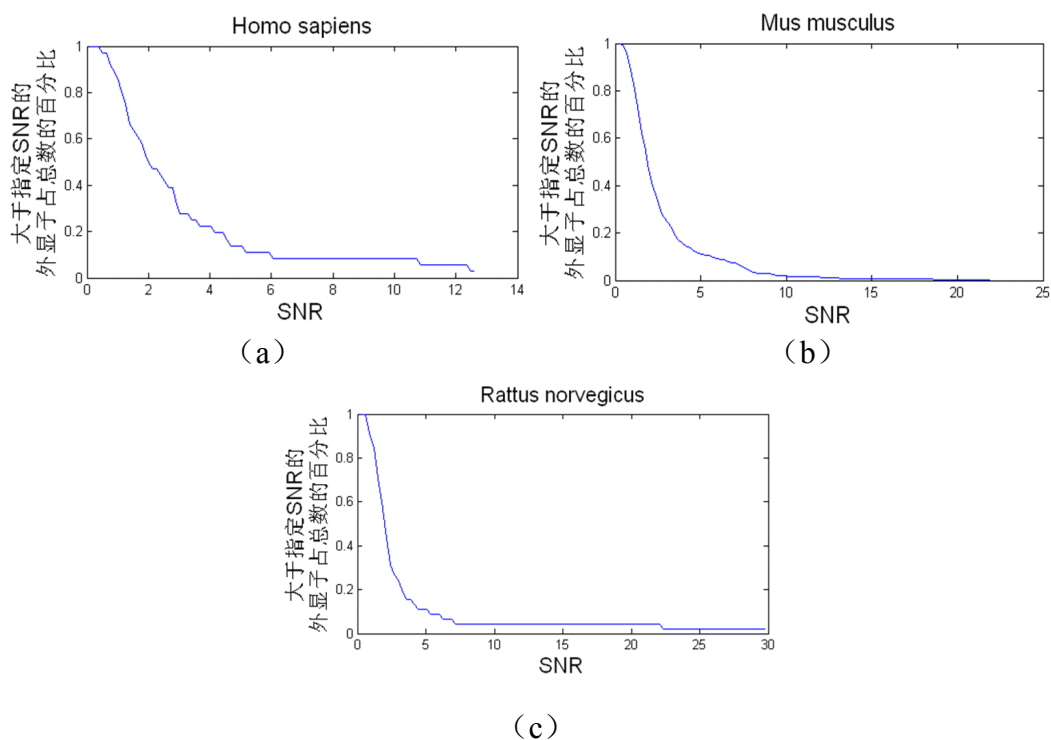 Homo sapiens
大于指定SNR的
外显子占总数的百分比
1
0.8
0.6
0.4
0.2
0
0 2 4 6 8 10 12 14
SNR
（a）
Mus musculus
大于指定SNR的
外显子占总数的百分比
1
0.8
0.6
0.4
0.2
0
0 5 10 15 20 25
SNR
（b）
Rattus norvegicus
大于指定SNR的
外显子占总数的百分比
1
0.8
0.6
0.4
0.2
0
0 5 10 15 20 25 30
SNR
（c）